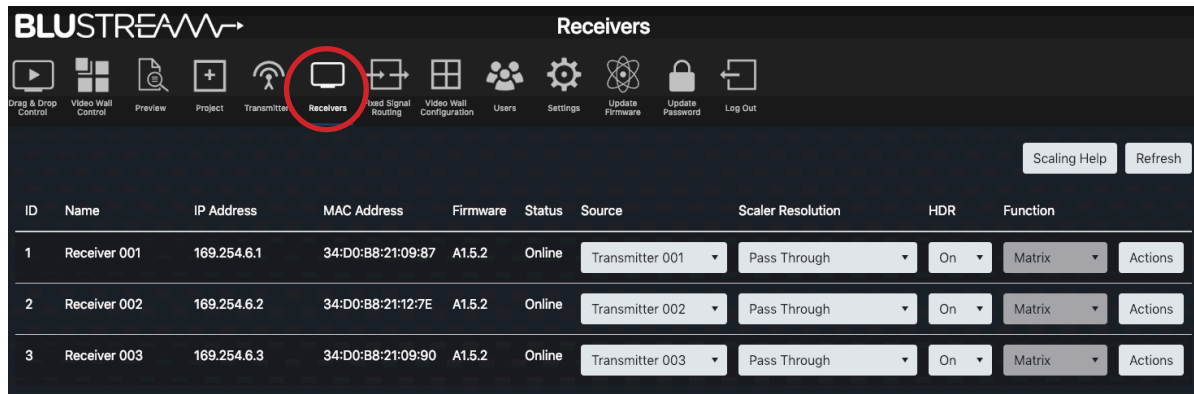 BLUSTREAM
Receivers
Drag & Drop Control
Video Wall Control
Preview
Project
Transmitter
Receivers
Routing
Video Wall Configuration
Users
Settings
Update Firmware
Update Password
Log Out
Scaling Help Refresh
ID Name IP Address MAC Address Firmware Status Source Scaler Resolution HDR Function
1 Receiver 001 169.254.6.1 34:D0:B8:21:09:87 A1.5.2 Online Transmitter 001 Pass Through On Matrix Actions
2 Receiver 002 169.254.6.2 34:D0:B8:21:12:7E A1.5.2 Online Transmitter 002 Pass Through On Matrix Actions
3 Receiver 003 169.254.6.3 34:D0:B8:21:09:90 A1.5.2 Online Transmitter 003 Pass Through On Matrix Actions